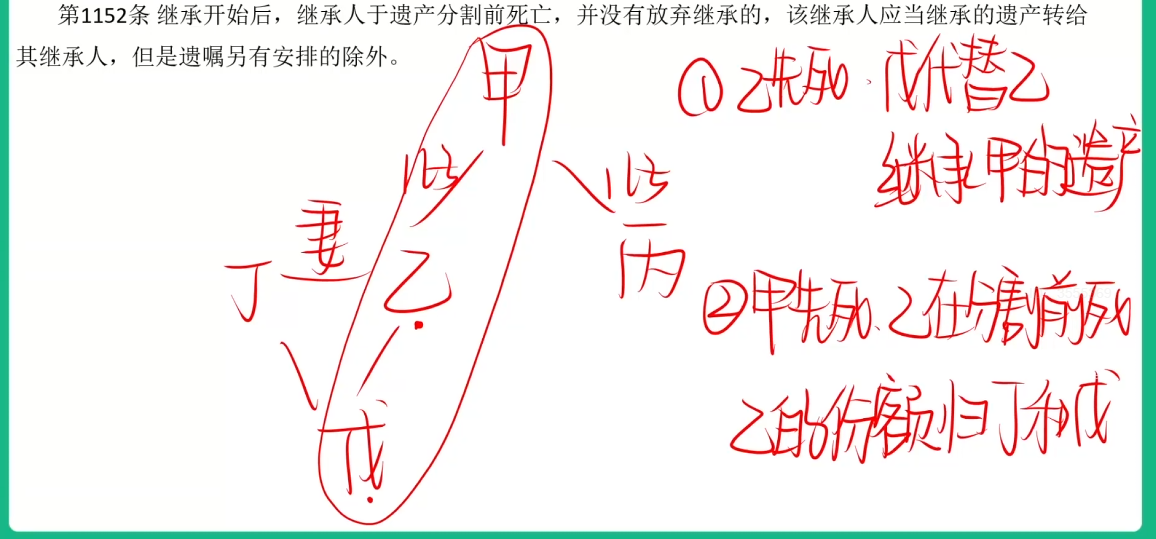 第1152条 继承开始后，继承人于遗产分割前死亡，并没有放弃继承的，该继承人应当继承的遗产转给
其继承人，但是遗嘱另有安排的除外。
甲
①乙先死．戊代替乙
继承甲的遗产
妻
丁
乙
丙
②甲先死、乙在分割前死
乙的份额归丁和戊
戊